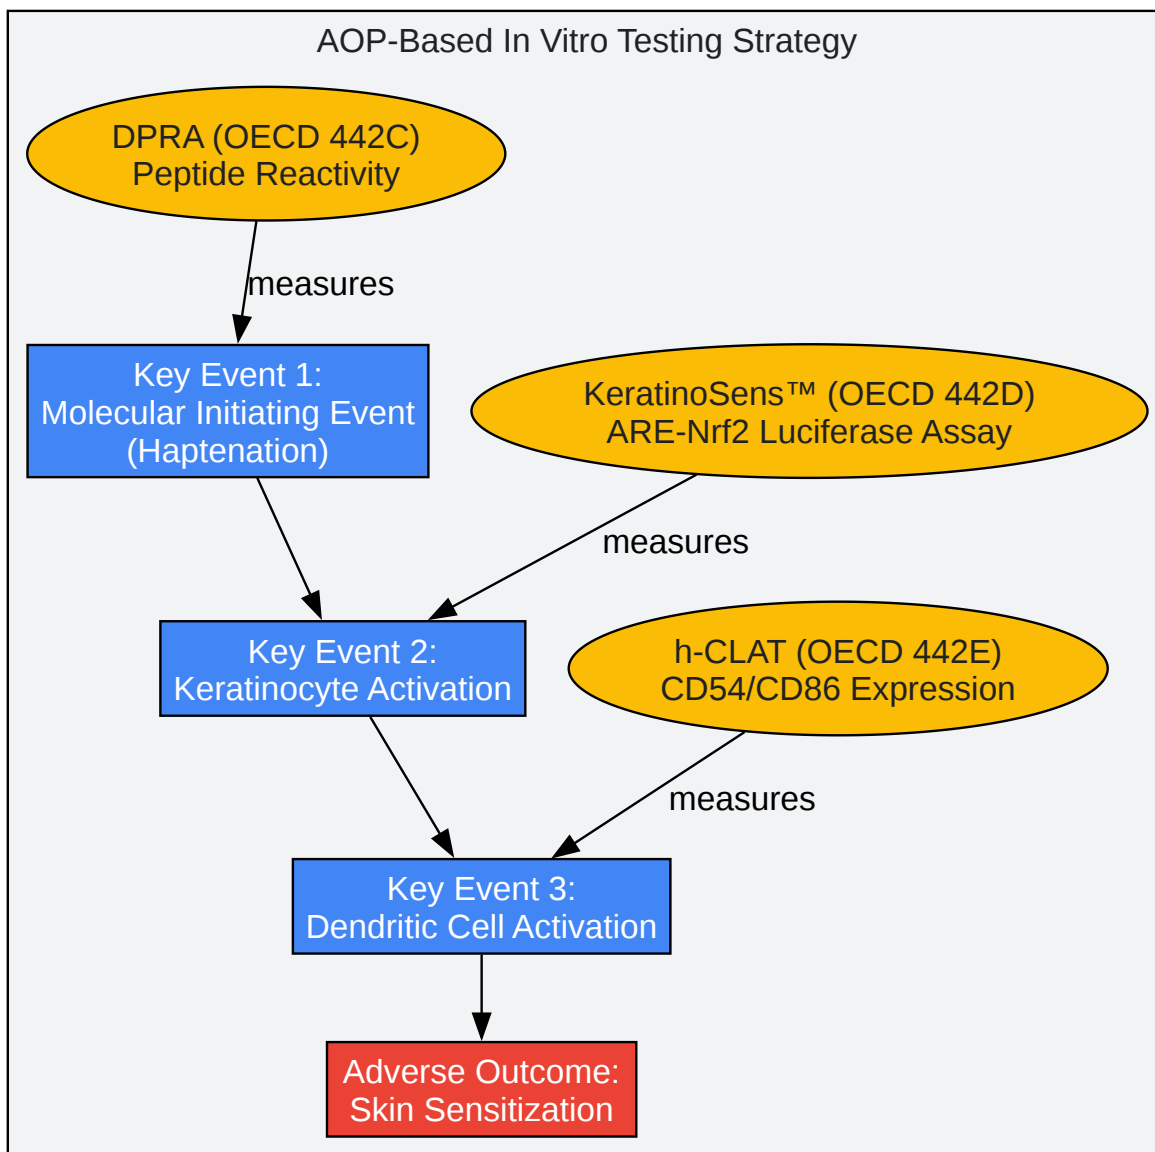 AOP-Based In Vitro Testing Strategy
DPRA (OECD 442C)
Peptide Reactivity
measures
Key Event 1:
Molecular Initiating Event
(Haptenation)
KeratinoSens™ (OECD 442D)
ARE-Nrf2 Luciferase Assay
measures
Key Event 2:
Keratinocyte Activation
h-CLAT (OECD 442E)
CD54/CD86 Expression
measures
Key Event 3:
Dendritic Cell Activation
Adverse Outcome:
Skin Sensitization